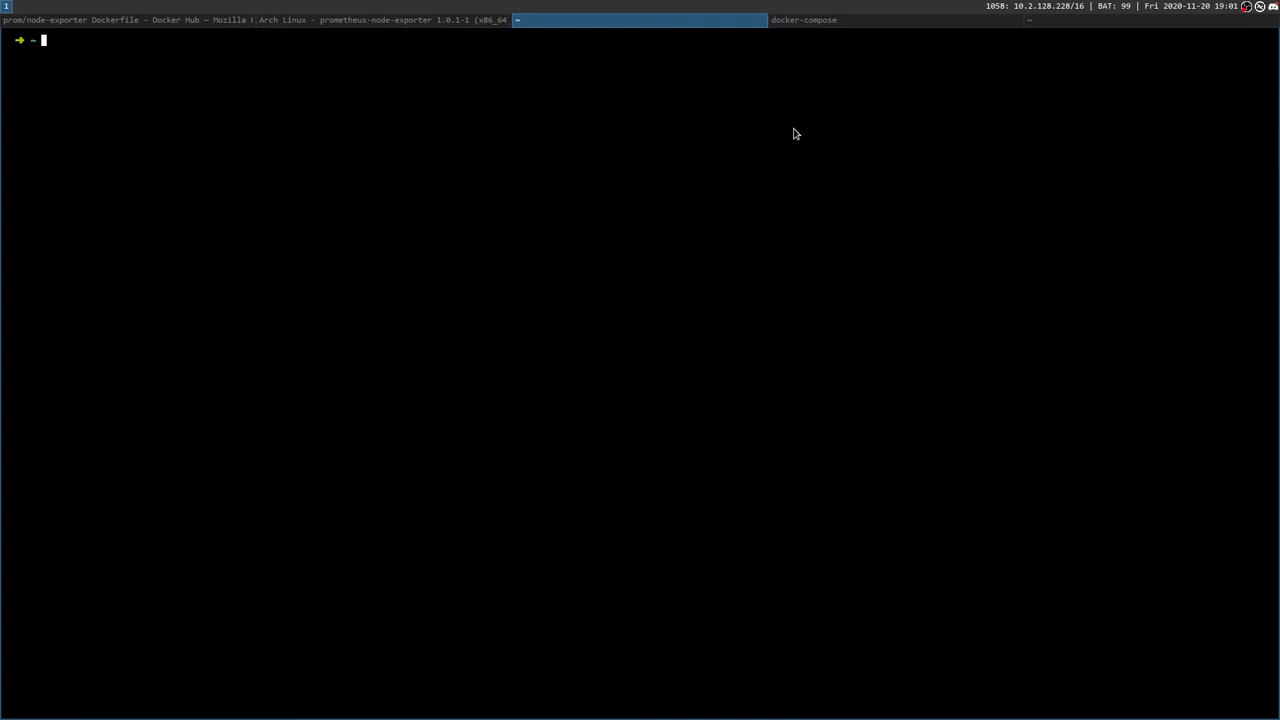 1
1058: 10.2.128.228/16 | BAT: 99 | Fri 2020-11-20 19:01
prom/node-exporter Dockerfile - Docker Hub — Mozilla
Arch Linux - prometheus-node-exporter 1.0.1-1 (x86_64
~
docker-compose
~
➜ ~